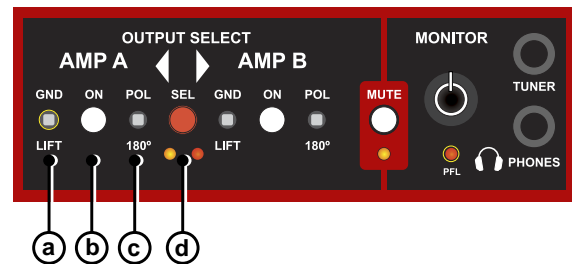 OUTPUT SELECT
AMP A AMP B
GND ON POL SEL GND ON POL
LIFT 180º LIFT 180º
MUTE
MONITOR
TUNER
PHONES
PFL
a b c d